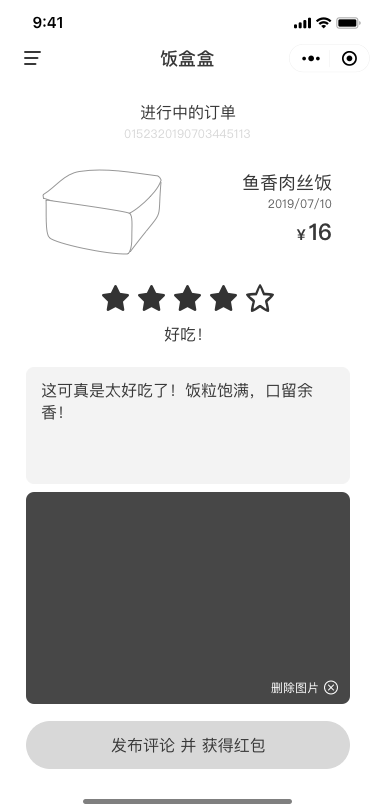 9:41
饭盒盒
进行中的订单
0152320190703445113
鱼香肉丝饭
2019/07/10
¥16
好吃！
这可真是太好吃了！饭粒饱满，口留余
香！
删除图片
发布评论 并 获得红包